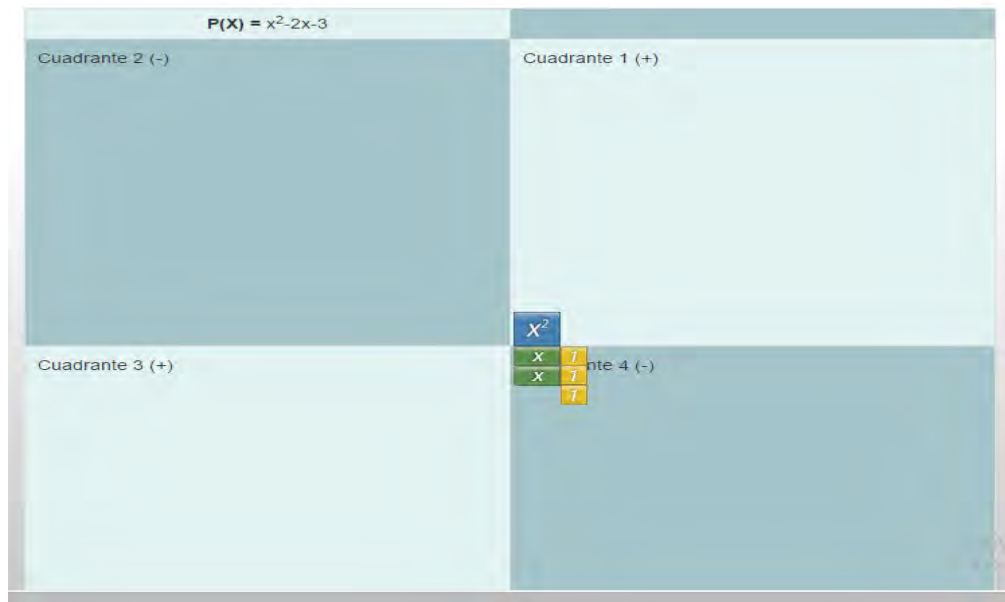 P(X) = x²-2x-3
Cuadrante 2 (-)
Cuadrante 1 (+)
x²
x 1
Cuadrante 3 (+)
nte 4 (-)
x 1
1